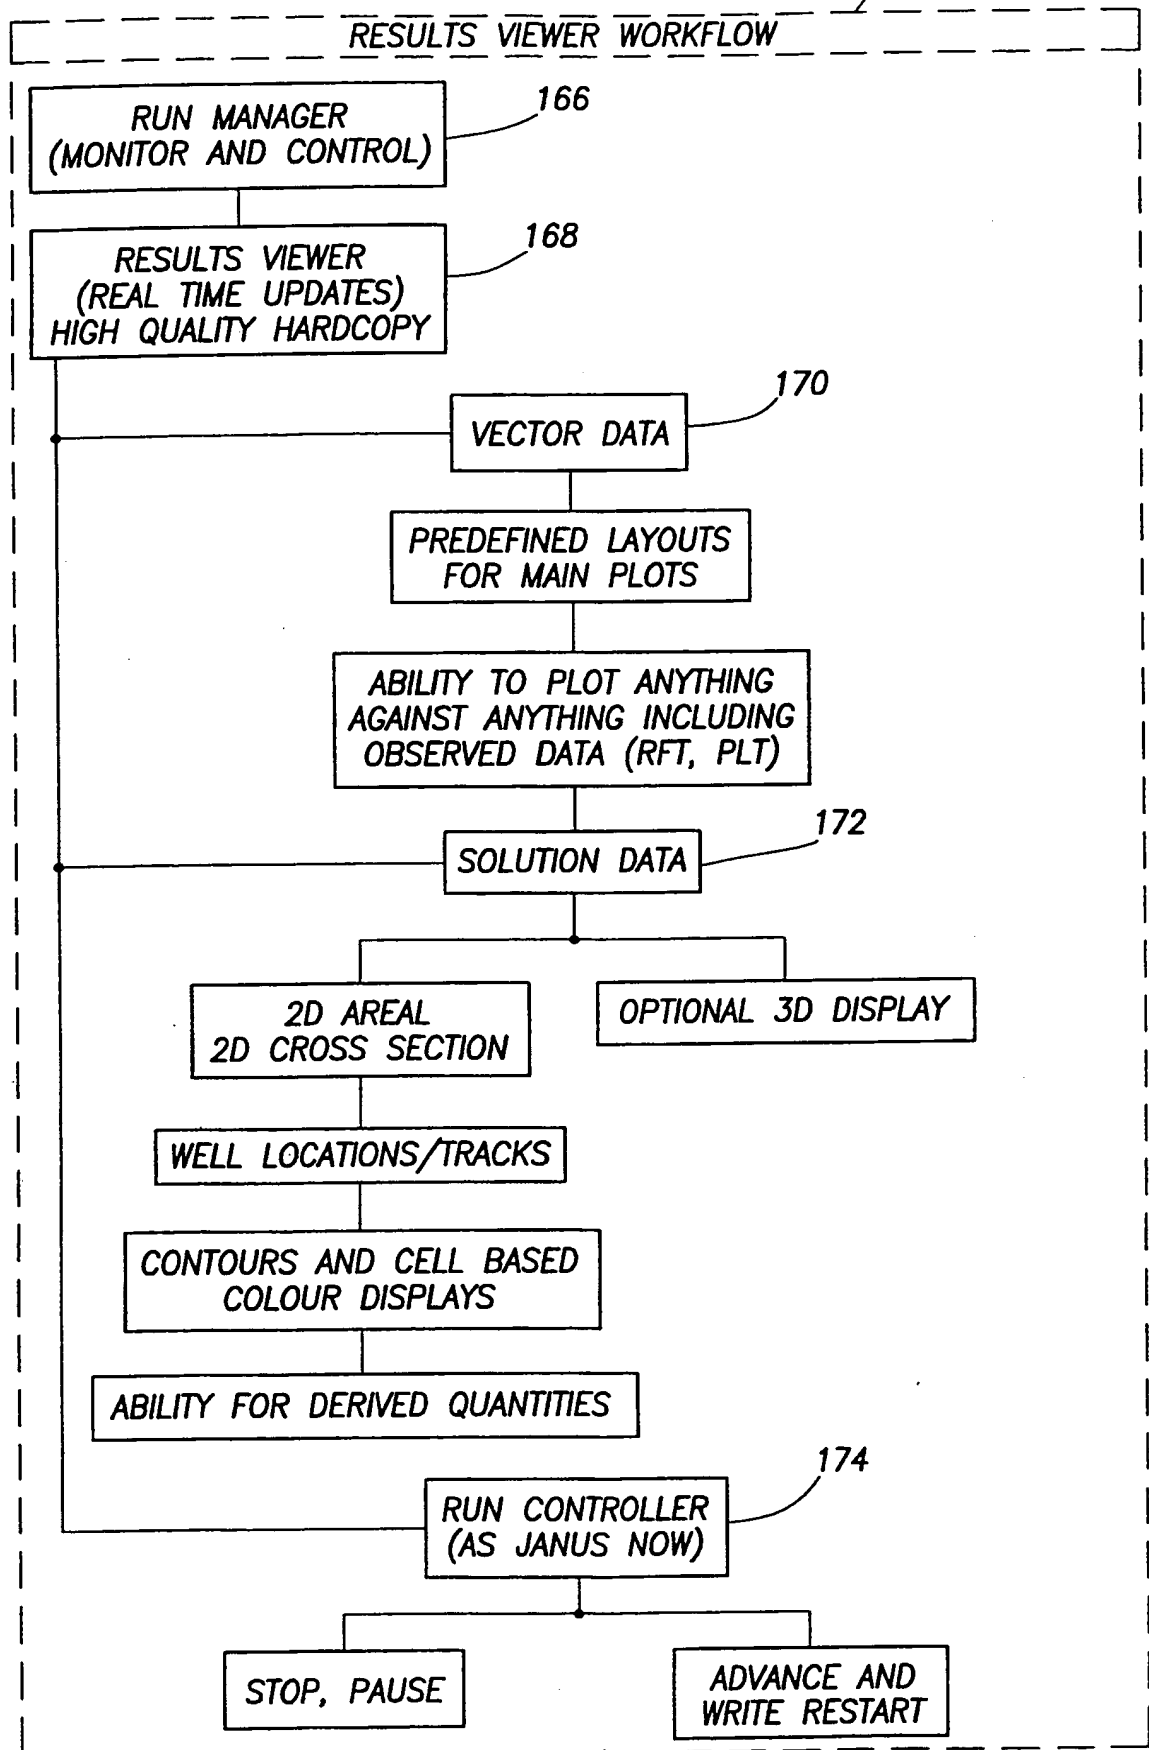 RESULTS VIEWER WORKFLOW
RUN MANAGER
(MONITOR AND CONTROL)
166
RESULTS VIEWER
(REAL TIME UPDATES)
HIGH QUALITY HARDCOPY
168
VECTOR DATA
170
PREDEFINED LAYOUTS
FOR MAIN PLOTS
ABILITY TO PLOT ANYTHING
AGAINST ANYTHING INCLUDING
OBSERVED DATA (RFT, PLT)
SOLUTION DATA
172
2D AREAL
2D CROSS SECTION
OPTIONAL 3D DISPLAY
WELL LOCATIONS/TRACKS
CONTOURS AND CELL BASED
COLOUR DISPLAYS
ABILITY FOR DERIVED QUANTITIES
RUN CONTROLLER
(AS JANUS NOW)
174
STOP, PAUSE
ADVANCE AND
WRITE RESTART